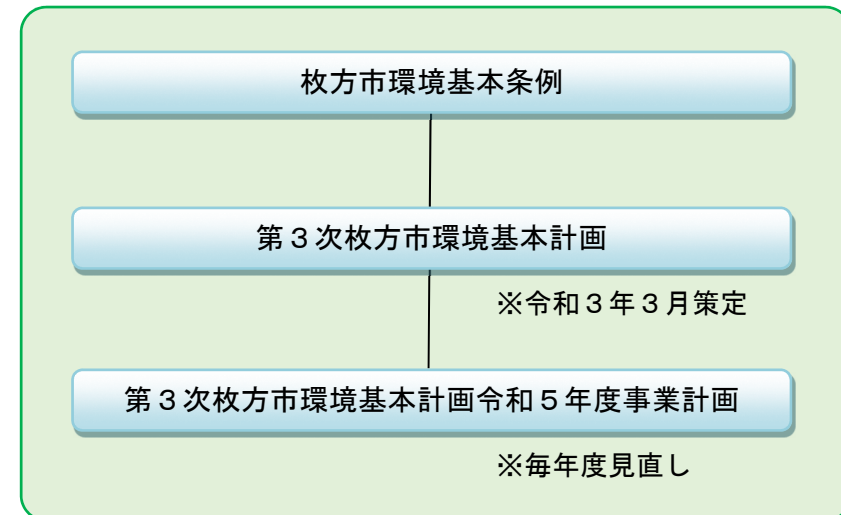 枚方市環境基本条例
第３次枚方市環境基本計画
※令和３年３月策定
第３次枚方市環境基本計画令和５年度事業計画
※毎年度見直し